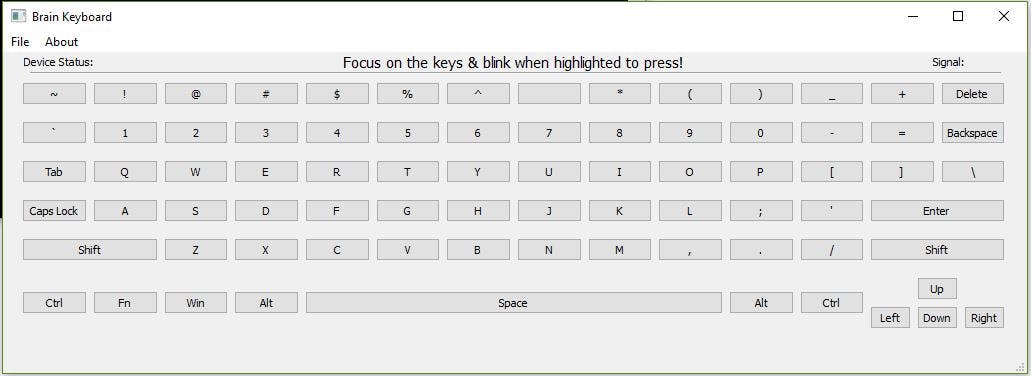 Brain Keyboard
File About
Device Status: Focus on the keys & blink when highlighted to press! Signal:
~ ! @ # $ % ^ * ( ) _ + Delete
` 1 2 3 4 5 6 7 8 9 0 - = Backspace
Tab Q W E R T Y U I O P [ ] \
Caps Lock A S D F G H J K L ; ' Enter
Shift Z X C V B N M , . / Shift
Up
Ctrl Fn Win Alt Space Alt Ctrl
Left Down Right